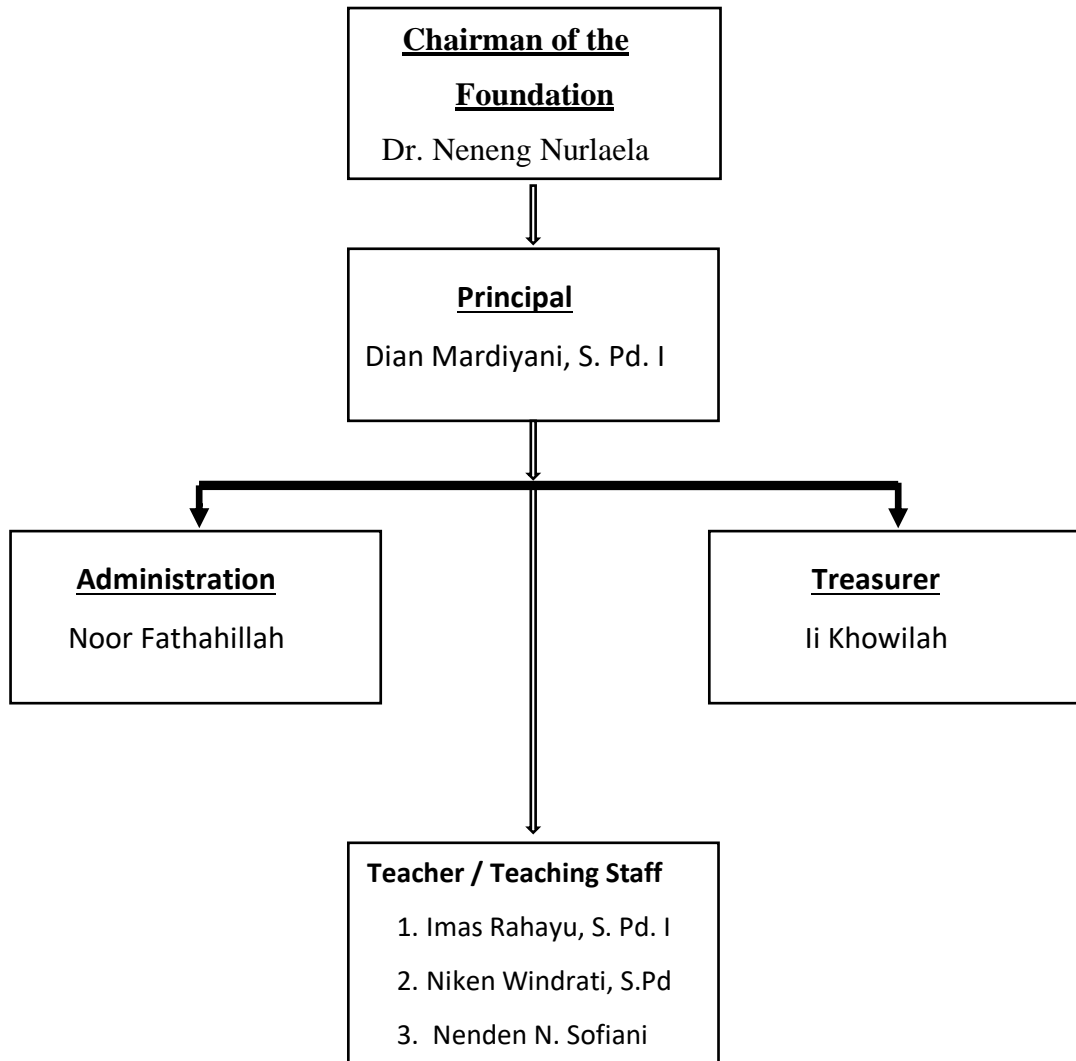 Chairman of the
Foundation
Dr. Neneng Nurlaela
Principal
Dian Mardiyani, S. Pd. I
Administration
Noor Fathahillah
Treasurer
Ii Khowilah
Teacher / Teaching Staff
1. Imas Rahayu, S. Pd. I
2. Niken Windrati, S.Pd
3. Nenden N. Sofiani